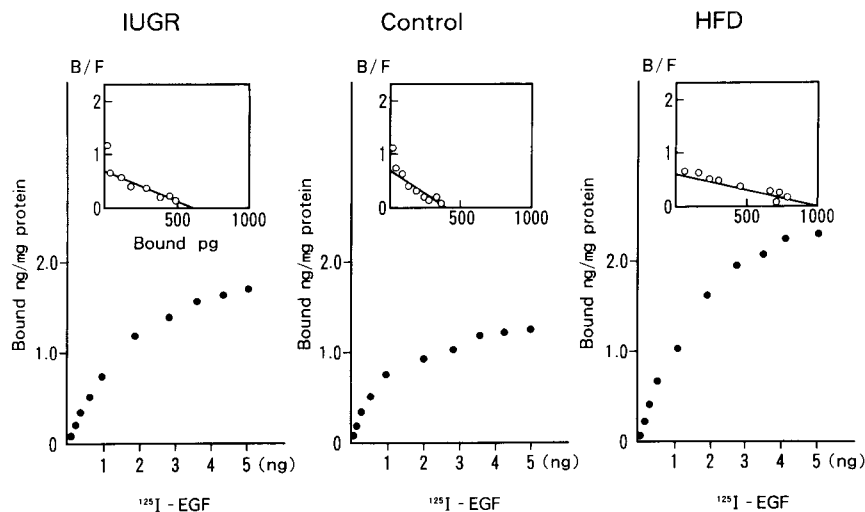 IUGR
Control
HFD
B/F
2
1
0
500
1000
Bound pg
Bound ng/mg protein
2.0
1.0
0
1 2 3 4 5 (ng)
¹²⁵I - EGF
B/F
2
1
0
500
1000
Bound ng/mg protein
2.0
1.0
0
1 2 3 4 5 (ng)
¹²⁵I - EGF
B/F
2
1
0
500
1000
Bound ng/mg protein
2.0
1.0
0
1 2 3 4 5 (ng)
¹²⁵I - EGF